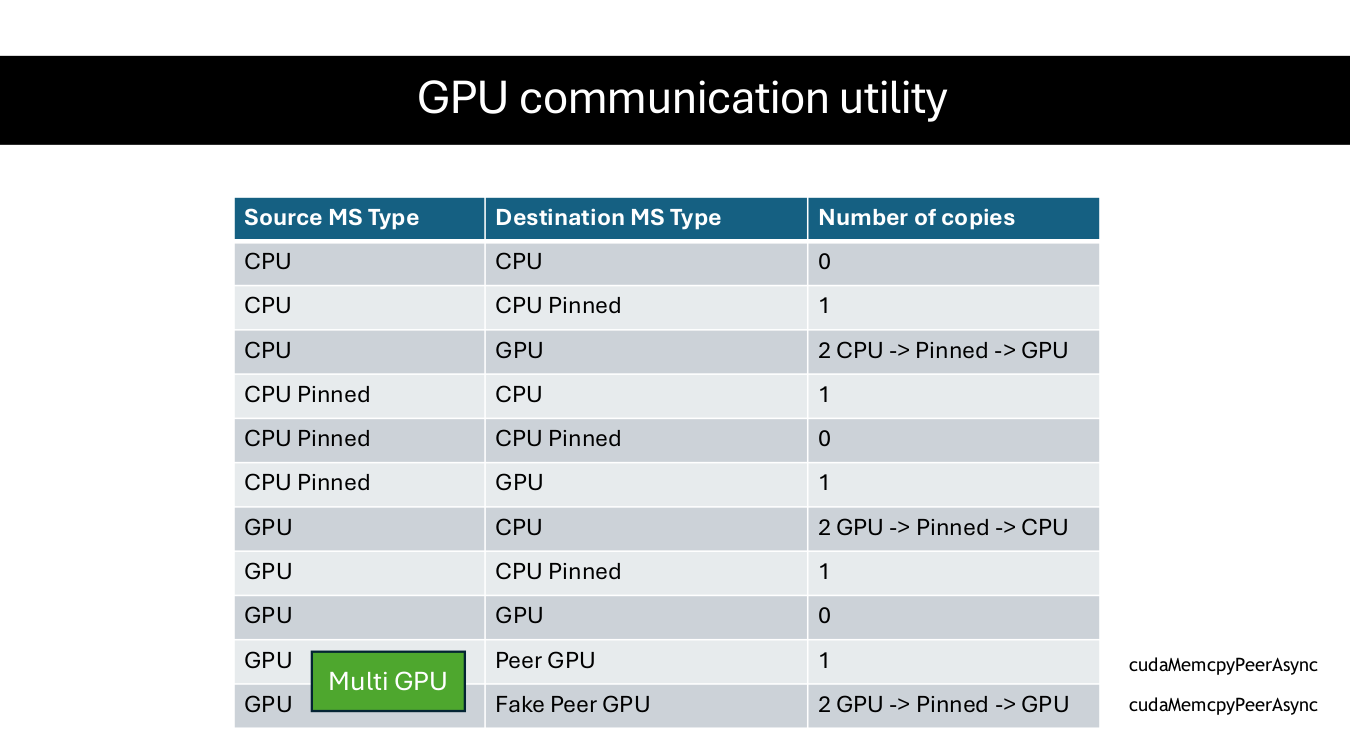 GPU communication utility
Source MS Type Destination MS Type Number of copies
CPU CPU 0
CPU CPU Pinned 1
CPU GPU 2 CPU -> Pinned -> GPU
CPU Pinned CPU 1
CPU Pinned CPU Pinned 0
CPU Pinned GPU 1
GPU CPU 2 GPU -> Pinned -> CPU
GPU CPU Pinned 1
GPU GPU 0
GPU Peer GPU 1 cudaMemcpyPeerAsync
Multi GPU
GPU Fake Peer GPU 2 GPU -> Pinned -> GPU cudaMemcpyPeerAsync